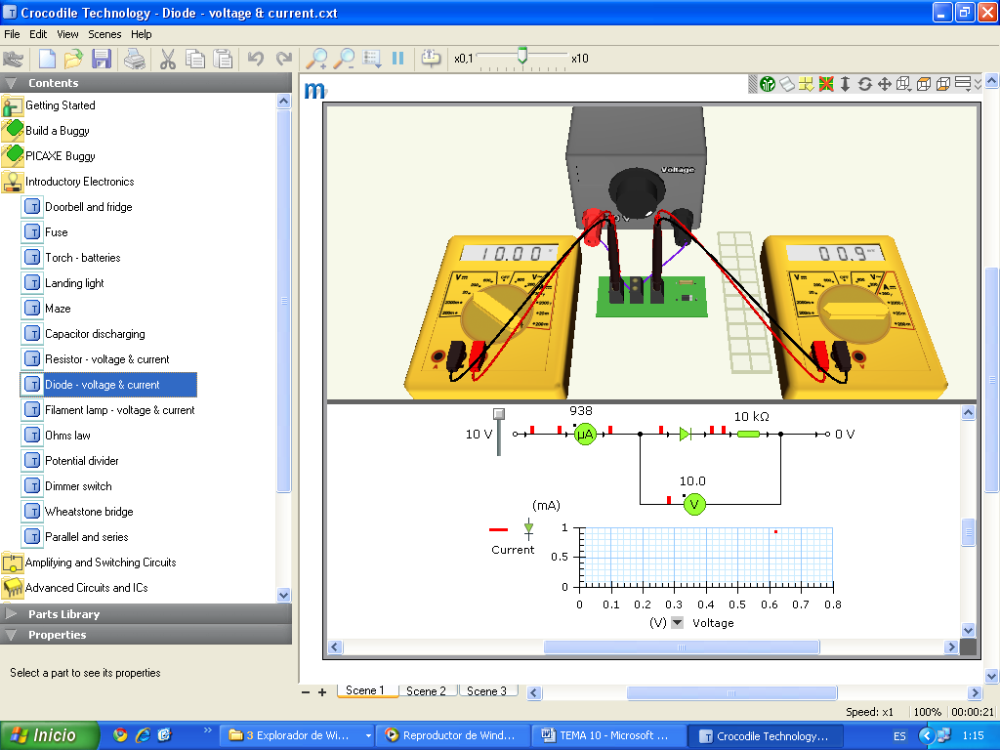 Crocodile Technology - Diode - voltage & current.cxt
File Edit View Scenes Help
x0,1 x10
Contents
Getting Started
Build a Buggy
PICAXE Buggy
Introductory Electronics
Doorbell and fridge
Fuse
Torch - batteries
Landing light
Maze
Capacitor discharging
Resistor - voltage & current
Diode - voltage & current
Filament lamp - voltage & current
Ohms law
Potential divider
Dimmer switch
Wheatstone bridge
Parallel and series
Amplifying and Switching Circuits
Advanced Circuits and ICs
Parts Library
Properties
Select a part to see its properties
m
Voltage
10.00
00.9
938
10 kΩ
10 V
µA
0 V
10.0
V
(mA)
Current
1
0.5
0
0 0.1 0.2 0.3 0.4 0.5 0.6 0.7 0.8
(V) Voltage
Scene 1 Scene 2 Scene 3
Speed: x1 100% 00:00:21
Inicio
3 Explorador de Wi...
Reproductor de Wind...
TEMA 10 - Microsoft ...
Crocodile Technology...
ES
1:15